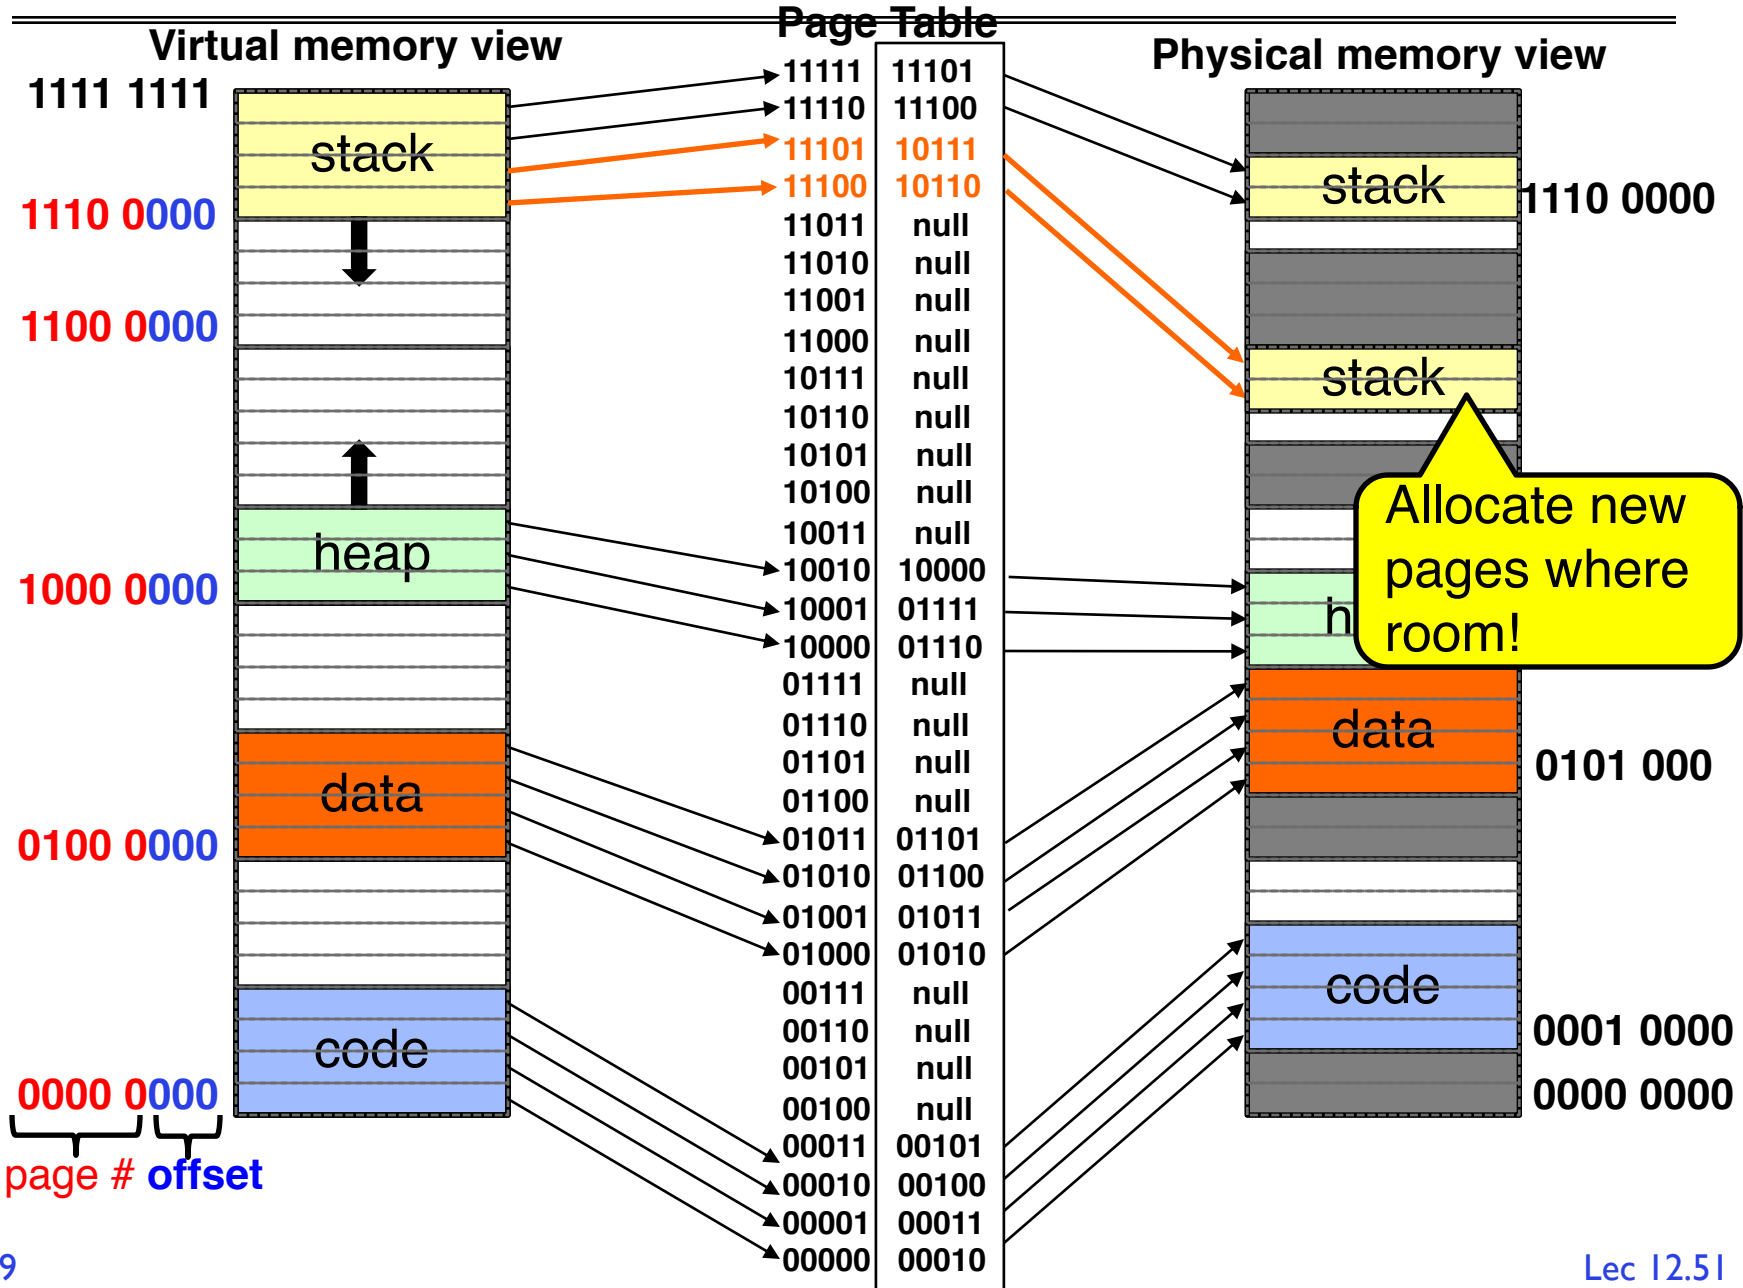 Page Table
Virtual memory view
Physical memory view
1111 1111
stack
1110 0000
1100 0000
heap
1000 0000
data
0100 0000
code
0000 0000
page # offset
11111 11101
11110 11100
11101 10111
11100 10110
11011 null
11010 null
11001 null
11000 null
10111 null
10110 null
10101 null
10100 null
10011 null
10010 10000
10001 01111
10000 01110
01111 null
01110 null
01101 null
01100 null
01011 01101
01010 01100
01001 01011
01000 01010
00111 null
00110 null
00101 null
00100 null
00011 00101
00010 00100
00001 00011
00000 00010
stack
1110 0000
stack
Allocate new
pages where
room!
h
data
0101 000
code
0001 0000
0000 0000
9
Lec 12.51